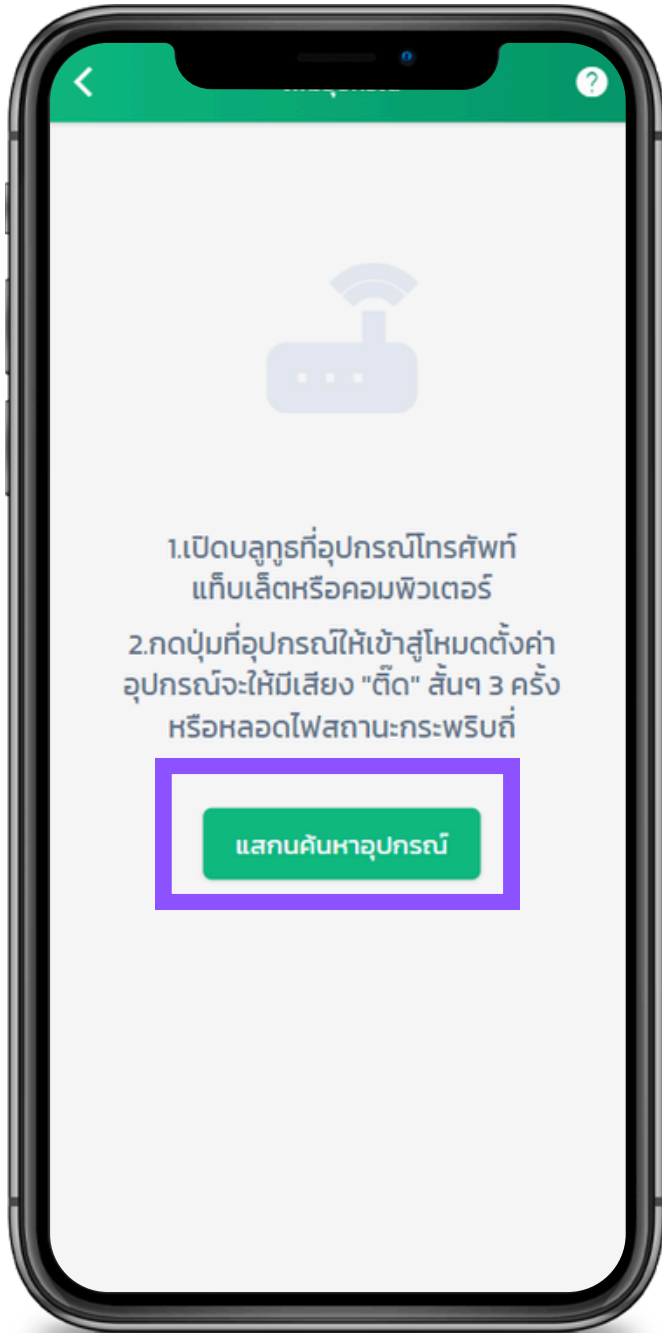 1.เปิดบลูทูธที่อุปกรณ์โทรศัพท์
แท็บเล็ตหรือคอมพิวเตอร์
2.กดปุ่มที่อุปกรณ์ให้เข้าสู่โหมดตั้งค่า
อุปกรณ์จะให้มีเสียง "ติ๊ด" สั้นๆ 3 ครั้ง
หรือหลอดไฟสถานะกระพริบถี่
แสกนค้นหาอุปกรณ์